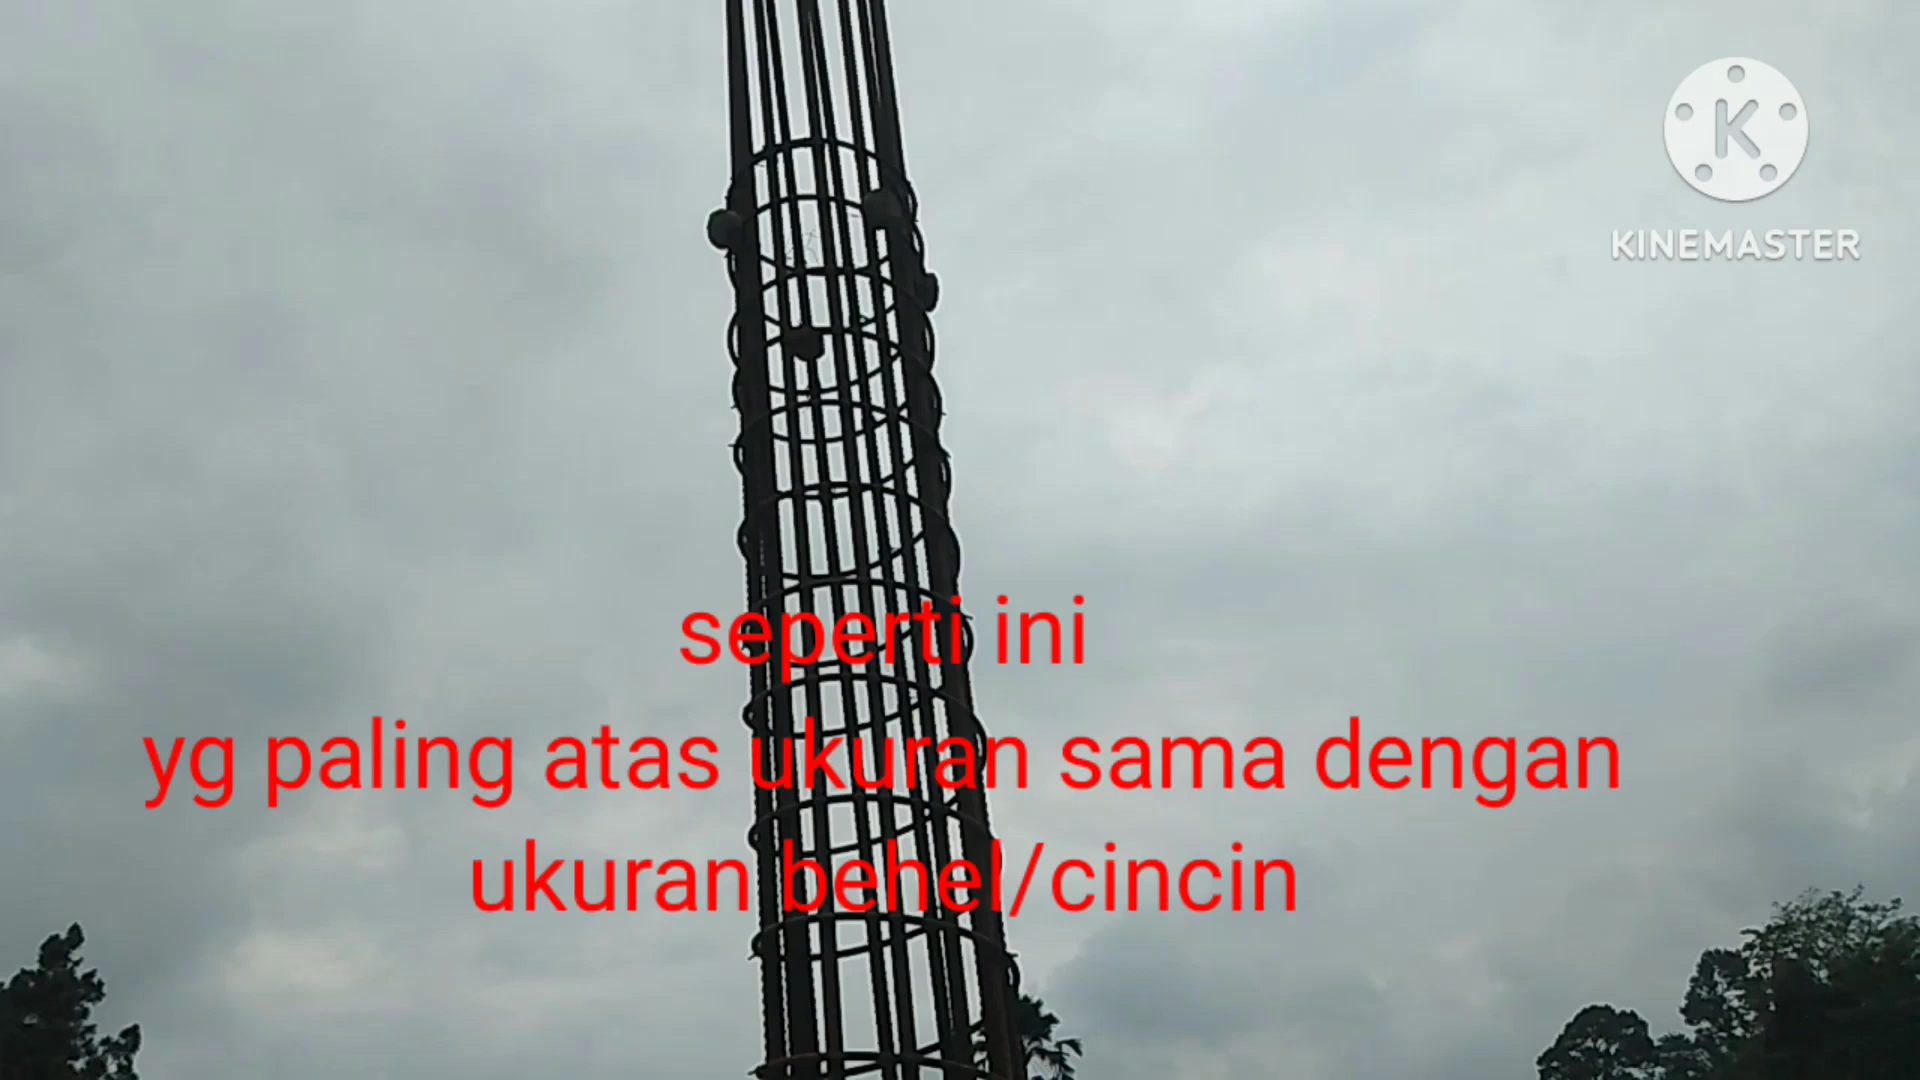 KINEMASTER
seperti ini
yg paling atas ukuran sama dengan
ukuran behel/cincin